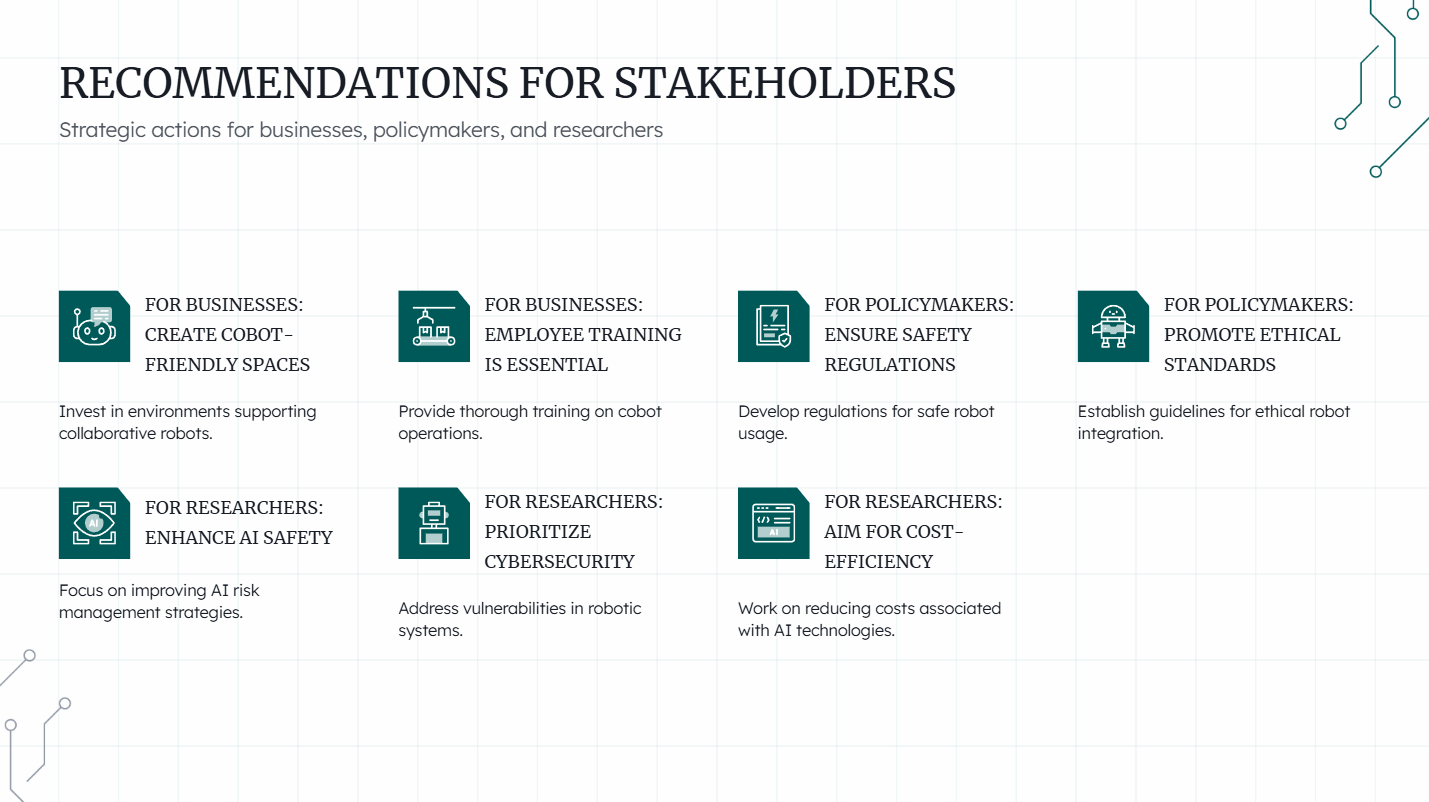 RECOMMENDATIONS FOR STAKEHOLDERS
Strategic actions for businesses, policymakers, and researchers
FOR BUSINESSES:
CREATE COBOT-
FRIENDLY SPACES
Invest in environments supporting
collaborative robots.
FOR BUSINESSES:
EMPLOYEE TRAINING
IS ESSENTIAL
Provide thorough training on cobot
operations.
FOR POLICYMAKERS:
ENSURE SAFETY
REGULATIONS
Develop regulations for safe robot
usage.
FOR POLICYMAKERS:
PROMOTE ETHICAL
STANDARDS
Establish guidelines for ethical robot
integration.
AI
FOR RESEARCHERS:
ENHANCE AI SAFETY
Focus on improving AI risk
management strategies.
FOR RESEARCHERS:
PRIORITIZE
CYBERSECURITY
Address vulnerabilities in robotic
systems.
</>
AI
FOR RESEARCHERS:
AIM FOR COST-
EFFICIENCY
Work on reducing costs associated
with AI technologies.